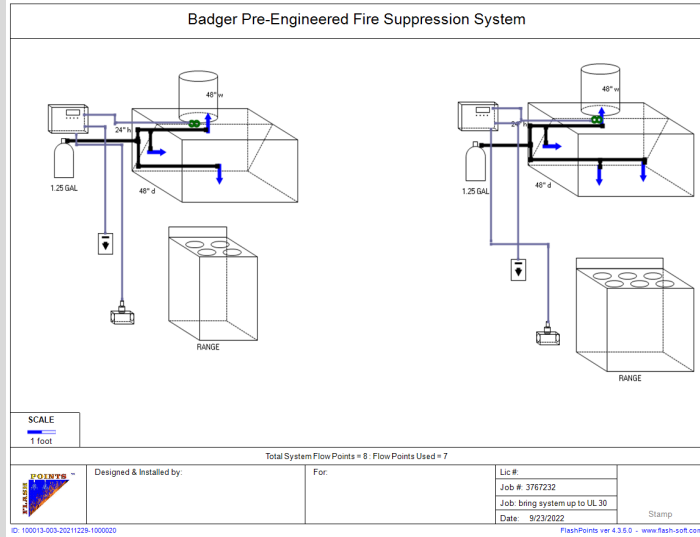 Badger Pre-Engineered Fire Suppression System
48" w
24" h
1.25 GAL
48" d
RANGE
48" w
24" h
1.25 GAL
48" d
RANGE
SCALE
1 foot
Total System Flow Points = 8 : Flow Points Used = 7
FLASH POINTS ™
Designed & Installed by:
For:
Lic #:
Job #: 3767232
Job: bring system up to UL 30
Date: 9/23/2022
Stamp
ID: 100013-003-20211229-1000020
FlashPoints ver 4.3.6.0 - www.flash-soft.com